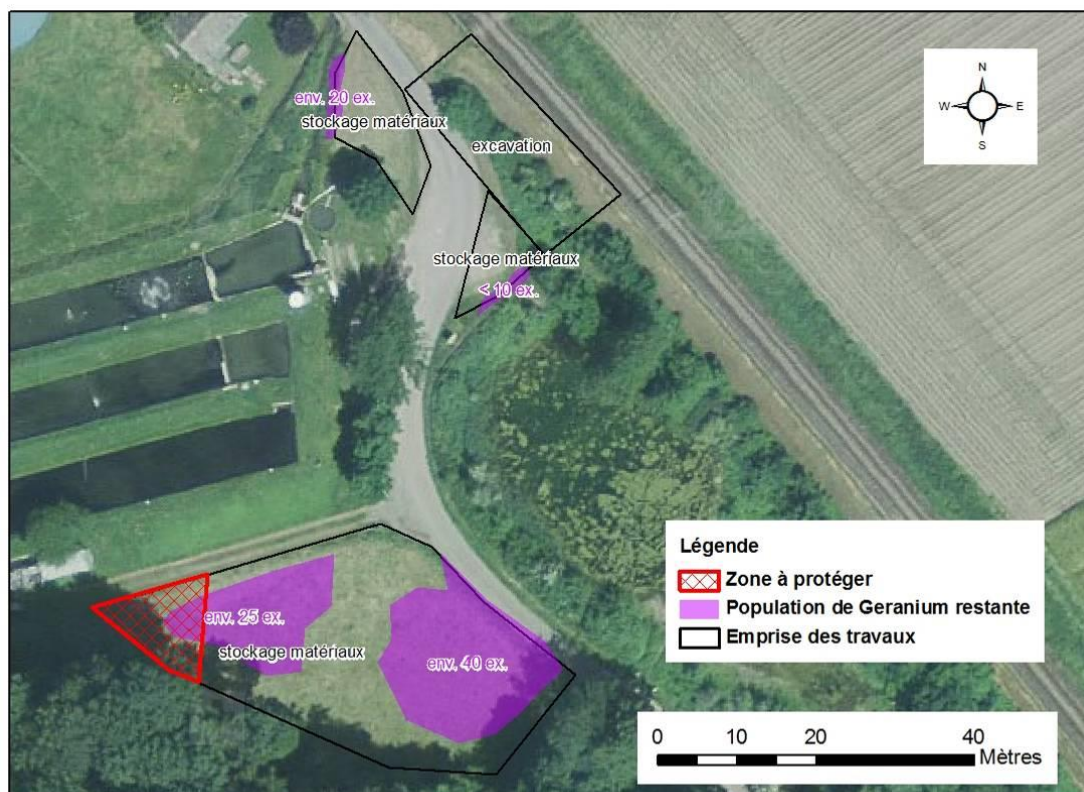 N
W E
S
env. 20 ex.
stockage matériaux
excavation
stockage matériaux
< 10 ex.
env. 25 ex.
stockage matériaux
env. 40 ex.
Légende
Zone à protéger
Population de Geranium restante
Emprise des travaux
0 10 20 40
Mètres